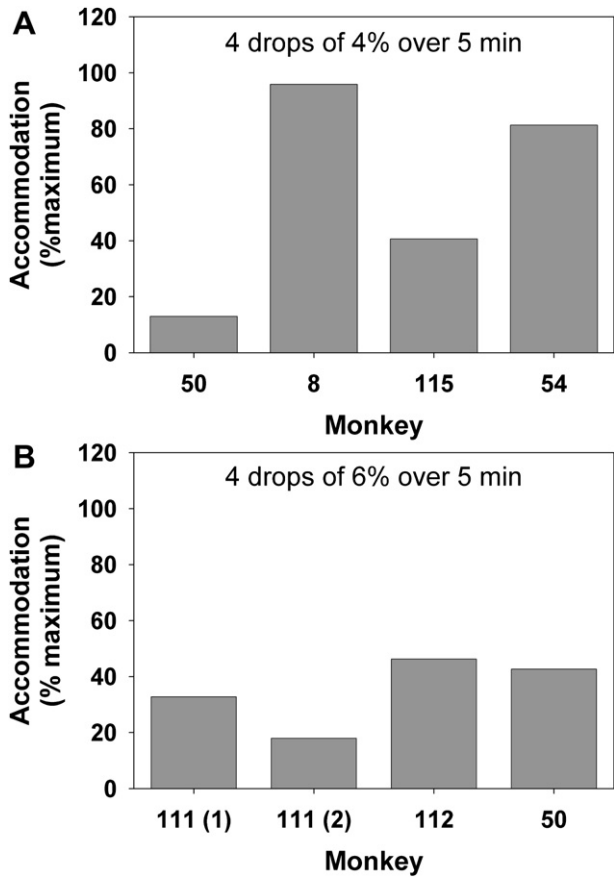 A
4 drops of 4% over 5 min
Accommodation
(%maximum)
120
100
80
60
40
20
0
50 8 115 54
Monkey
B
4 drops of 6% over 5 min
Accommodation
(% maximum)
120
100
80
60
40
20
0
111 (1) 111 (2) 112 50
Monkey